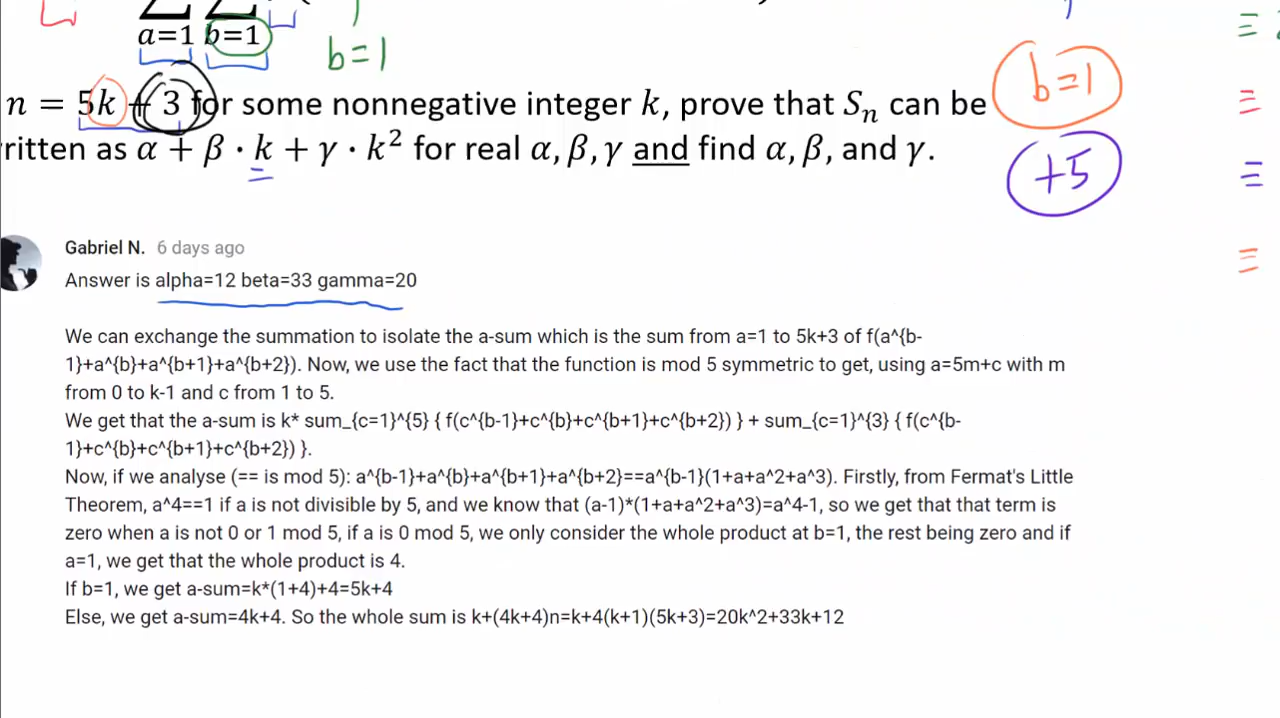 a=1 b=1
b=1
n = 5k + 3 for some nonnegative integer k, prove that Sₙ can be
b=1
ritten as α + β · k + γ · k² for real α, β, γ and find α, β, and γ.
+5
Gabriel N. 6 days ago
Answer is alpha=12 beta=33 gamma=20
We can exchange the summation to isolate the a-sum which is the sum from a=1 to 5k+3 of f(a^{b-
1}+a^{b}+a^{b+1}+a^{b+2}). Now, we use the fact that the function is mod 5 symmetric to get, using a=5m+c with m
from 0 to k-1 and c from 1 to 5.
We get that the a-sum is k* sum_{c=1}^{5} { f(c^{b-1}+c^{b}+c^{b+1}+c^{b+2}) } + sum_{c=1}^{3} { f(c^{b-
1}+c^{b}+c^{b+1}+c^{b+2}) }.
Now, if we analyse (== is mod 5): a^{b-1}+a^{b}+a^{b+1}+a^{b+2}==a^{b-1}(1+a+a^2+a^3). Firstly, from Fermat's Little
Theorem, a^4==1 if a is not divisible by 5, and we know that (a-1)*(1+a+a^2+a^3)=a^4-1, so we get that that term is
zero when a is not 0 or 1 mod 5, if a is 0 mod 5, we only consider the whole product at b=1, the rest being zero and if
a=1, we get that the whole product is 4.
If b=1, we get a-sum=k*(1+4)+4=5k+4
Else, we get a-sum=4k+4. So the whole sum is k+(4k+4)n=k+4(k+1)(5k+3)=20k^2+33k+12